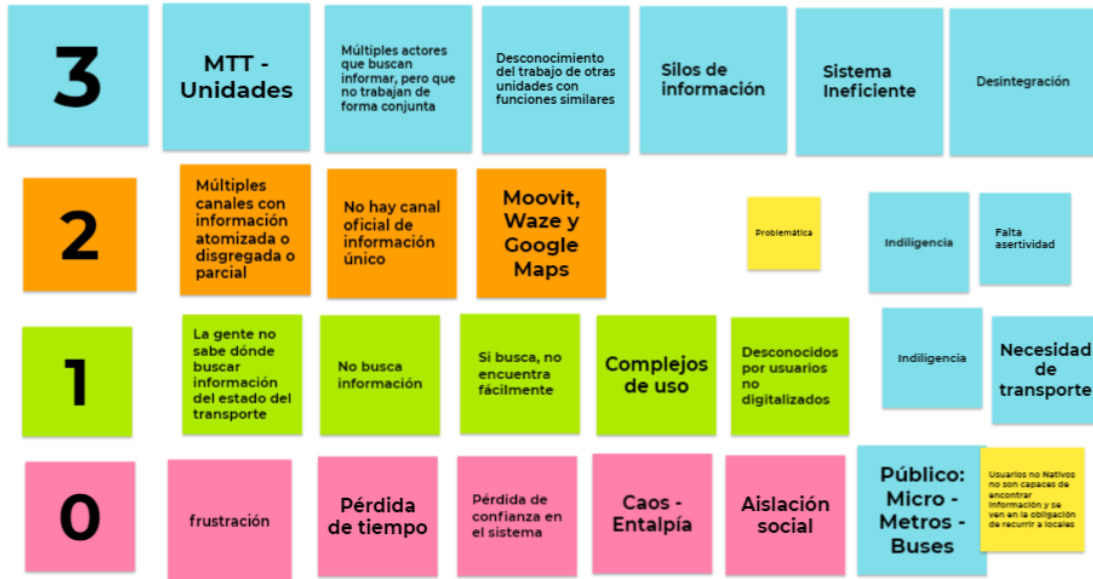 3
MTT -
Unidades
Múltiples actores
que buscan
informar, pero que
no trabajan de
forma conjunta
Desconocimiento
del trabajo de otras
unidades con
funciones similares
Silos de
información
Sistema
Ineficiente
Desintegración
2
Múltiples
canales con
información
atomizada o
disgregada o
parcial
No hay canal
oficial de
información
único
Moovit,
Waze y
Google
Maps
Problemática
Indiligencia
Falta
asertividad
1
La gente no
sabe dónde
buscar
información
del estado del
transporte
No busca
información
Si busca, no
encuentra
fácilmente
Complejos
de uso
Desconocidos
por usuarios
no
digitalizados
Indiligencia
Necesidad
de
transporte
0
frustración
Pérdida
de tiempo
Pérdida de
confianza en
el sistema
Caos -
Entalpía
Aislación
social
Público:
Micro -
Metros -
Buses
Usuarios no Nativos
no son capaces de
encontrar
información y se
ven en la obligación
de recurrir a locales